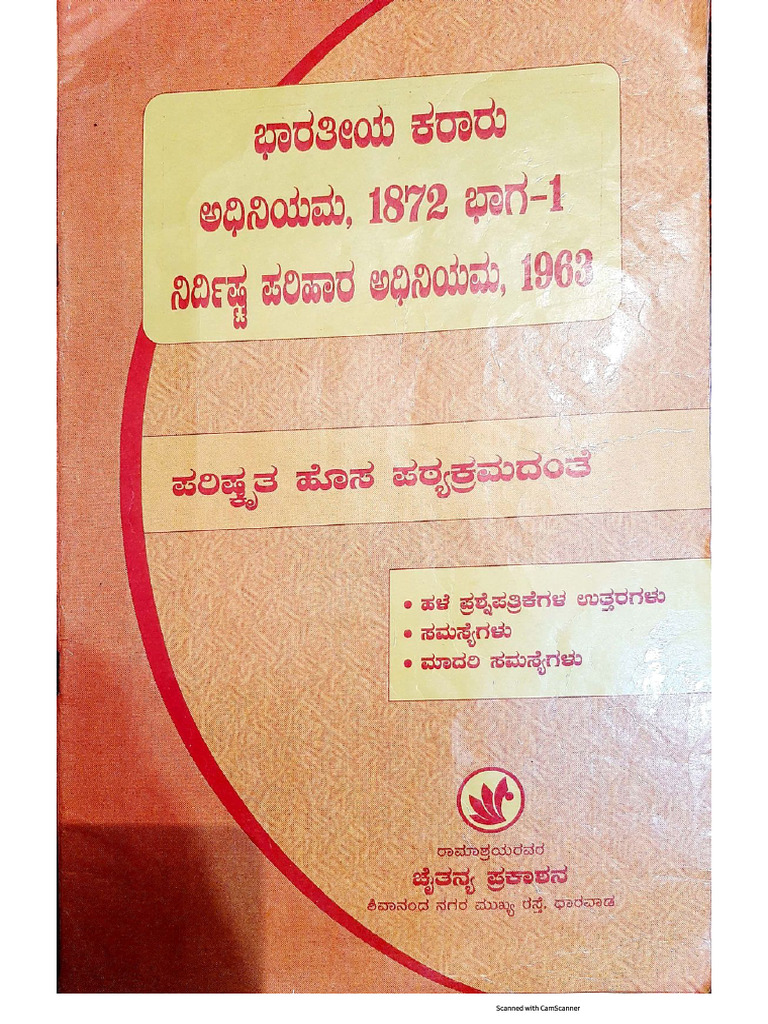 ಭಾರತೀಯ ಕರಾರು
ಅಧಿನಿಯಮ, 1872 ಭಾಗ-1
ನಿರ್ದಿಷ್ಟ ಪರಿಹಾರ ಅಧಿನಿಯಮ, 1963
ಪರಿಷ್ಕೃತ ಹೊಸ ಪಠ್ಯಕ್ರಮದಂತೆ
• ಹಳೆ ಪ್ರಶ್ನೆಪತ್ರಿಕೆಗಳ ಉತ್ತರಗಳು
• ಸಮಸ್ಯೆಗಳು
• ಮಾದರಿ ಸಮಸ್ಯೆಗಳು
ರಾಮಾಶ್ರಯರವರ
ಚೈತನ್ಯ ಪ್ರಕಾಶನ
ಶಿವಾನಂದ ನಗರ ಮುಖ್ಯ ರಸ್ತೆ, ಧಾರವಾಡ
Scanned with CamScanner